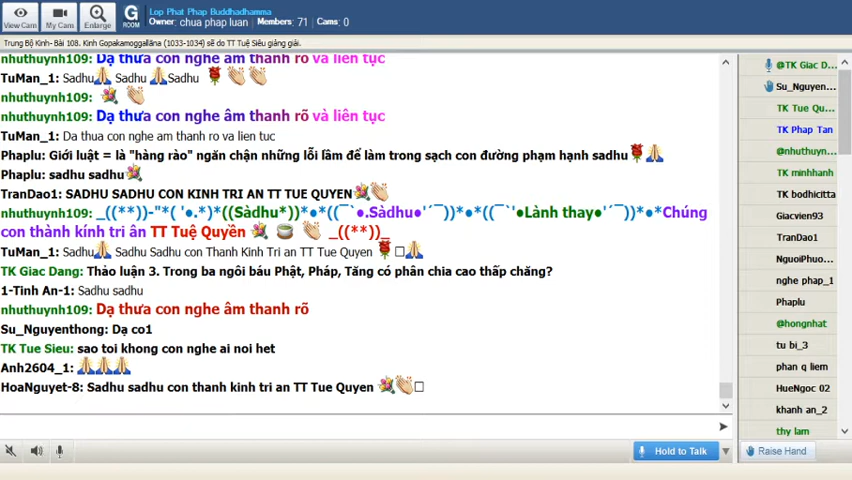 Lop Phat Phap Buddhadhamma
Owner: chua phap luan Members: 71 Cams: 0
View Cam
My Cam
Enlarge
G
ROOM
Trung Bộ Kinh- Bài 108. Kinh Gopakamoggallāna (1033-1034) sẽ do TT Tuệ Siêu giảng giải.
nhuthuynh109: Dạ thưa con nghe âm thanh rõ và liên tục
TuMan_1: Sadhu Sadhu Sadhu
nhuthuynh109:
nhuthuynh109: Dạ thưa con nghe âm thanh rõ và liên tục
TuMan_1: Da thua con nghe am thanh ro va lien tuc
Phaplu: Giới luật = là "hàng rào" ngăn chận những lỗi lầm để làm trong sạch con đường phạm hạnh sadhu
Phaplu: sadhu sadhu
TranDao1: SADHU SADHU CON KINH TRI AN TT TUE QUYEN
nhuthuynh109: _((**))-"*( '●.*)*((Sàdhu*))*●*((¯`●.Sàdhu●'´¯))*●*((¯`'●Lành thay●'´¯))*●*Chúng
con thành kính tri ân TT Tuệ Quyền _((**))_
TuMan_1: Sadhu Sadhu Sadhu con Thanh Kinh Tri an TT Tue Quyen
TK Giac Dang: Thảo luận 3. Trong ba ngôi báu Phật, Pháp, Tăng có phân chia cao thấp chăng?
1-Tinh An-1: Sadhu sadhu
nhuthuynh109: Dạ thưa con nghe âm thanh rõ
Su_Nguyenthong: Dạ co1
TK Tue Sieu: sao toi khong con nghe ai noi het
Anh2604_1:
HoaNguyet-8: Sadhu sadhu con thanh kinh tri an TT Tue Quyen
@TK Giac D...
Su_Nguyen...
TK Tue Qu...
TK Phap Tan
@nhuthuyn...
TK minhhanh
TK bodhicitta
Giacvien93
TranDao1
NguoiPhuo...
nghe phap_1
Phaplu
@hongnhat
tu bi_3
phan q liem
HueNgoc 02
khanh an_2
thy lam
Hold to Talk
Raise Hand